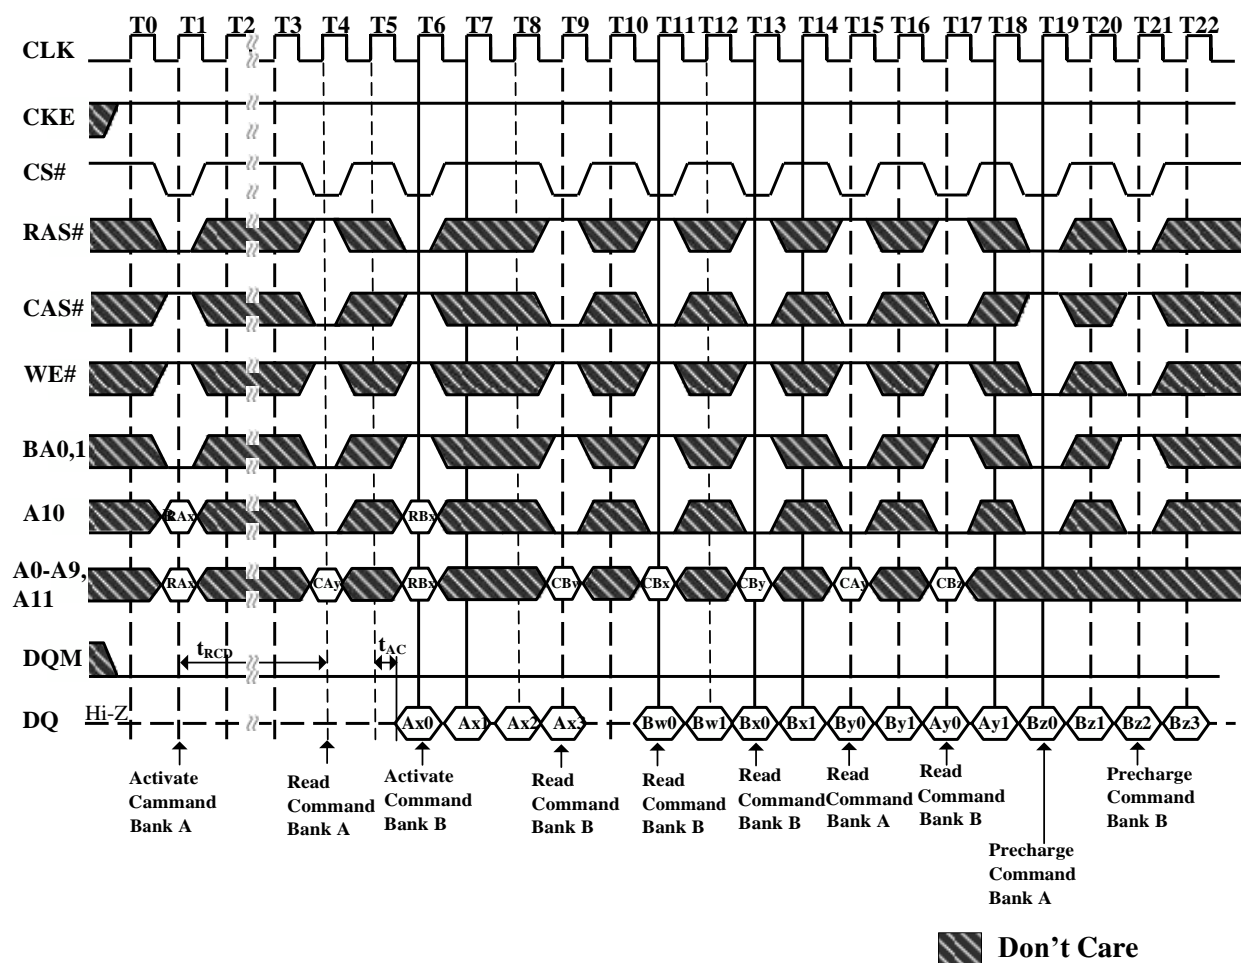 T0 T1 T2 T3 T4 T5 T6 T7 T8 T9 T10 T11 T12 T13 T14 T15 T16 T17 T18 T19 T20 T21 T22
CLK
CKE
CS#
RAS#
CAS#
WE#
BA0,1
A10 RAx RBx
A0-A9, RAx CAy RBx CBw CBx CBy CAy CBz
A11
DQM tRCD tAC
DQ Hi-Z Ax0 Ax1 Ax2 Ax3 Bw0 Bw1 Bx0 Bx1 By0 By1 Ay0 Ay1 Bz0 Bz1 Bz2 Bz3
Activate
Cammand
Bank A
Read
Command
Bank A
Activate
Command
Bank B
Read
Command
Bank B
Read
Command
Bank B
Read
Command
Bank B
Read
Command
Bank A
Read
Command
Bank B
Precharge
Command
Bank A
Precharge
Command
Bank B
Don't Care